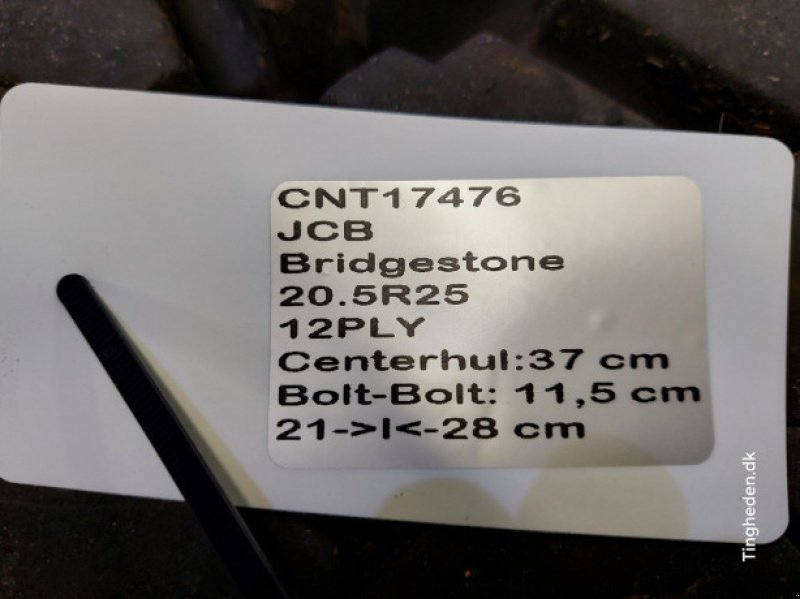 CNT17476
JCB
Bridgestone
20.5R25
12PLY
Centerhul:37 cm
Bolt-Bolt: 11,5 cm
21->I<-28 cm
Tingheden.dk